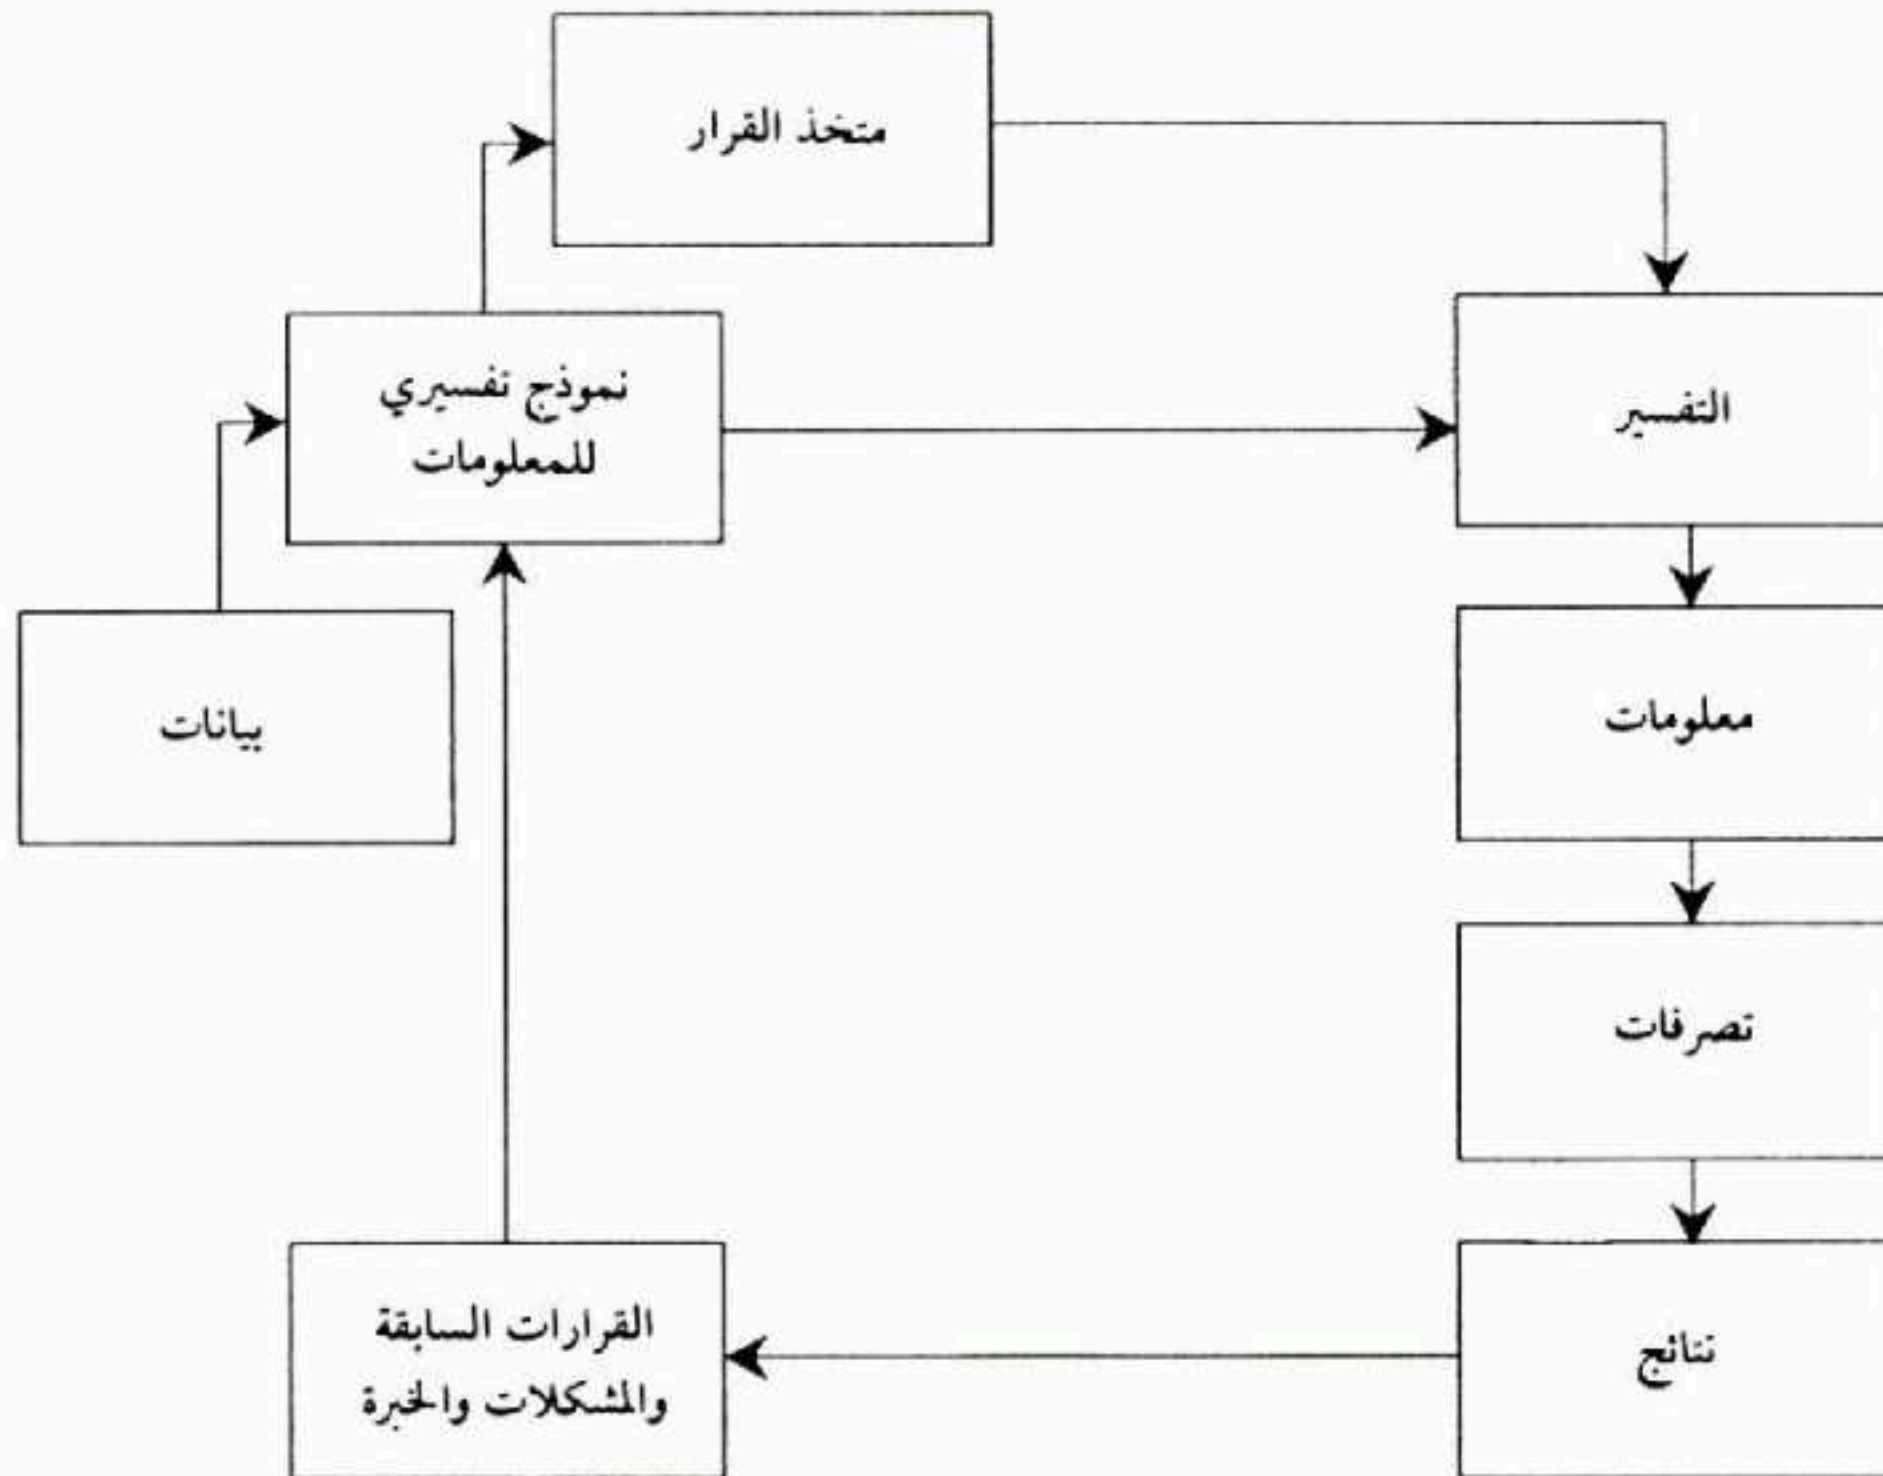 متخذ القرار
نموذج تفسيري
للمعلومات
التفسير
بيانات
معلومات
تصرفات
القرارات السابقة
والمشكلات والخبرة
نتائج